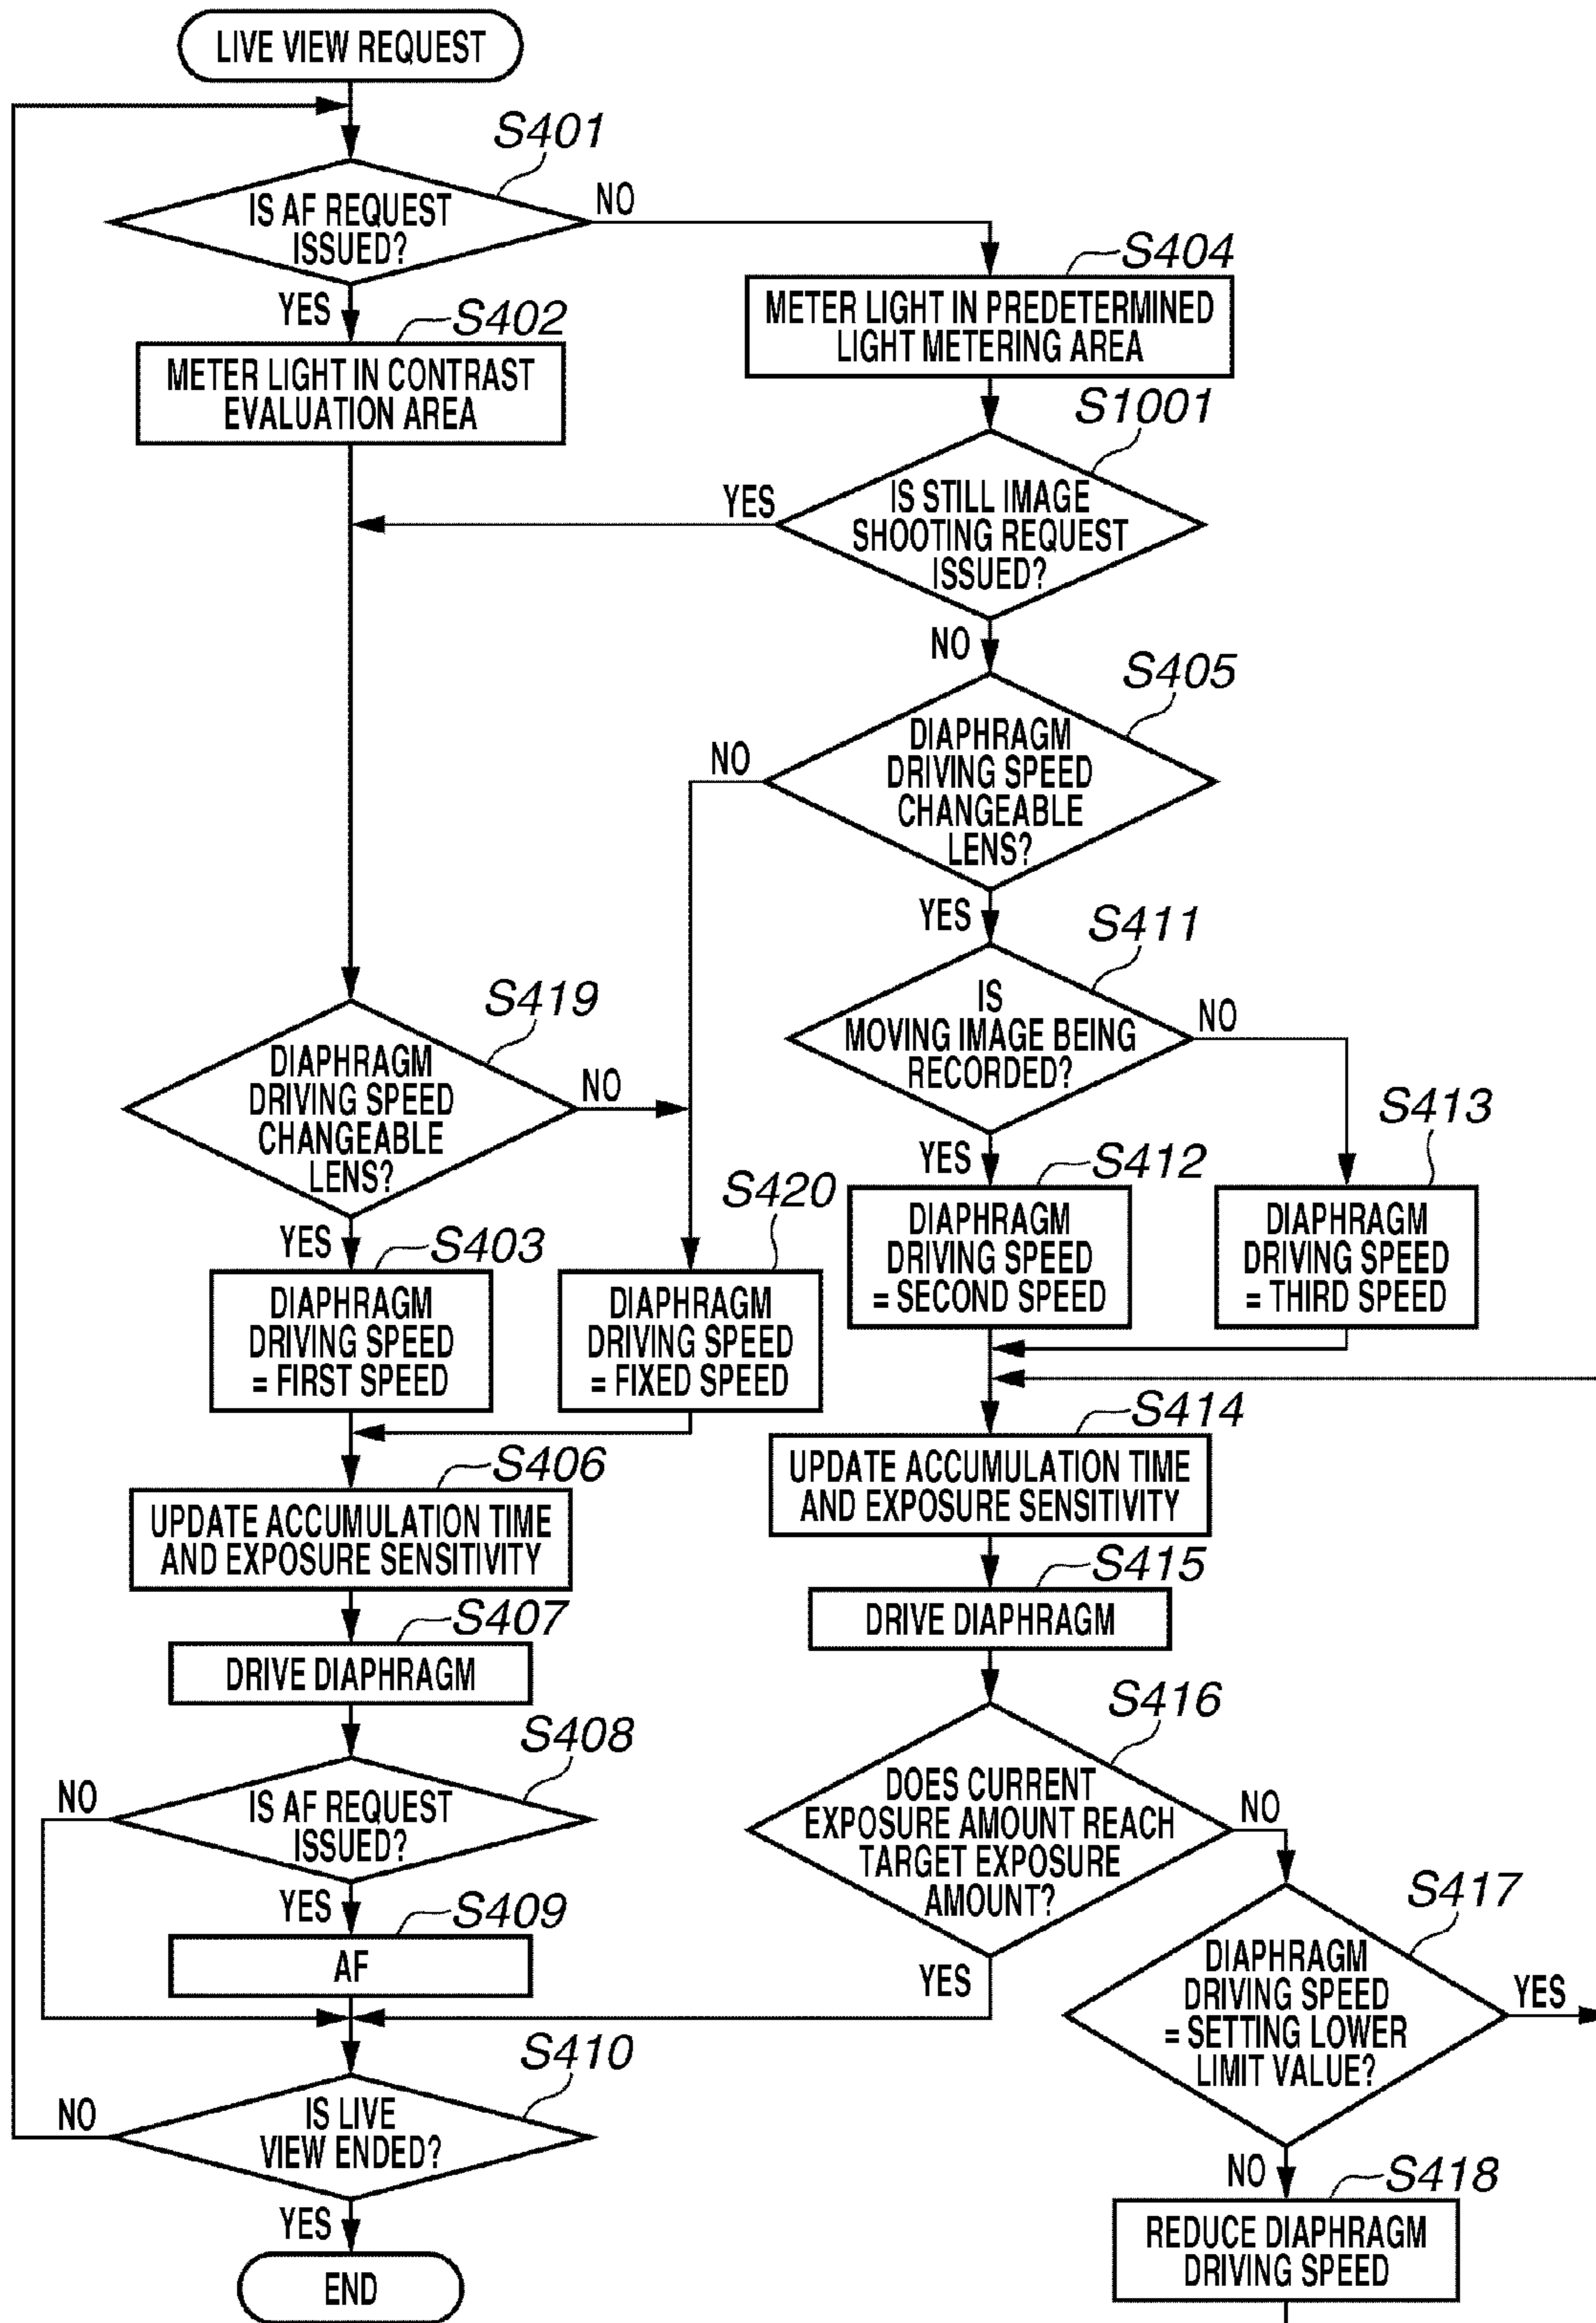 LIVE VIEW REQUEST
S401
IS AF REQUEST
ISSUED?
NO
YES
S402
METER LIGHT IN CONTRAST
EVALUATION AREA
S404
METER LIGHT IN PREDETERMINED
LIGHT METERING AREA
S1001
IS STILL IMAGE
SHOOTING REQUEST
ISSUED?
YES
NO
S405
DIAPHRAGM
DRIVING SPEED
CHANGEABLE
LENS?
NO
YES
S411
IS
MOVING IMAGE BEING
RECORDED?
NO
YES
S419
DIAPHRAGM
DRIVING SPEED
CHANGEABLE
LENS?
NO
YES
S403
DIAPHRAGM
DRIVING SPEED
= FIRST SPEED
S420
DIAPHRAGM
DRIVING SPEED
= FIXED SPEED
S412
DIAPHRAGM
DRIVING SPEED
= SECOND SPEED
S413
DIAPHRAGM
DRIVING SPEED
= THIRD SPEED
S406
UPDATE ACCUMULATION TIME
AND EXPOSURE SENSITIVITY
S407
DRIVE DIAPHRAGM
S408
IS AF REQUEST
ISSUED?
NO
YES
S409
AF
S414
UPDATE ACCUMULATION TIME
AND EXPOSURE SENSITIVITY
S415
DRIVE DIAPHRAGM
S416
DOES CURRENT
EXPOSURE AMOUNT REACH
TARGET EXPOSURE
AMOUNT?
NO
YES
S417
DIAPHRAGM
DRIVING SPEED
= SETTING LOWER
LIMIT VALUE?
YES
NO
S418
REDUCE DIAPHRAGM
DRIVING SPEED
S410
IS LIVE
VIEW ENDED?
NO
YES
END